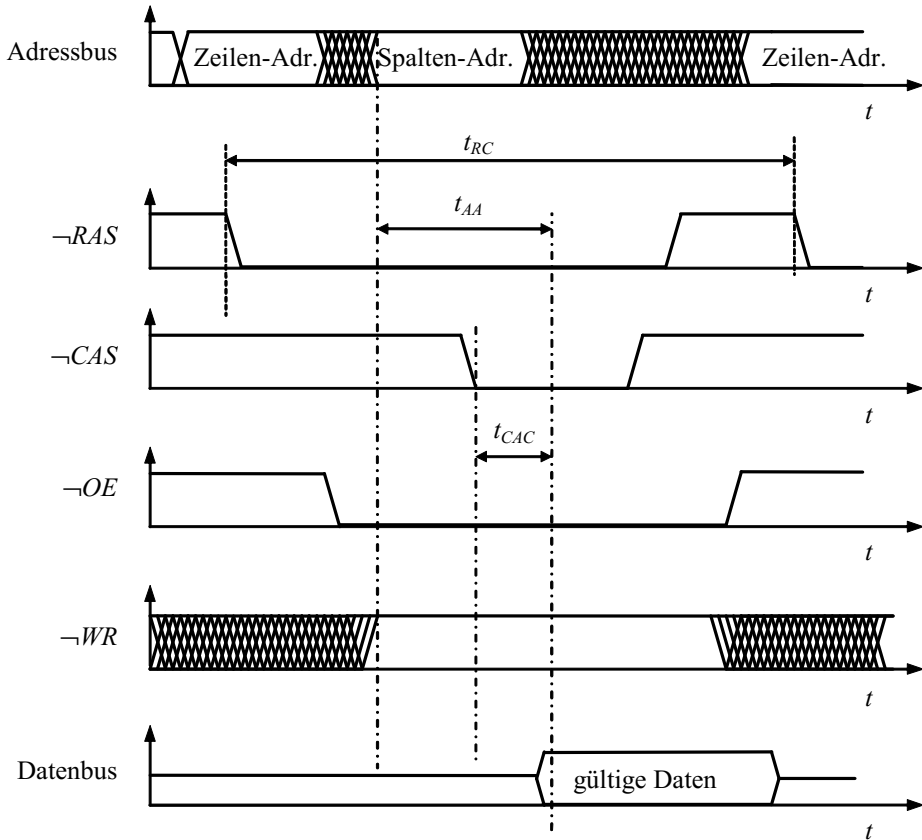 Adressbus
Zeilen-Adr.
Spalten-Adr.
Zeilen-Adr.
t
t_RC
t_AA
¬RAS
t
¬CAS
t
t_CAC
¬OE
t
¬WR
t
Datenbus
gültige Daten
t